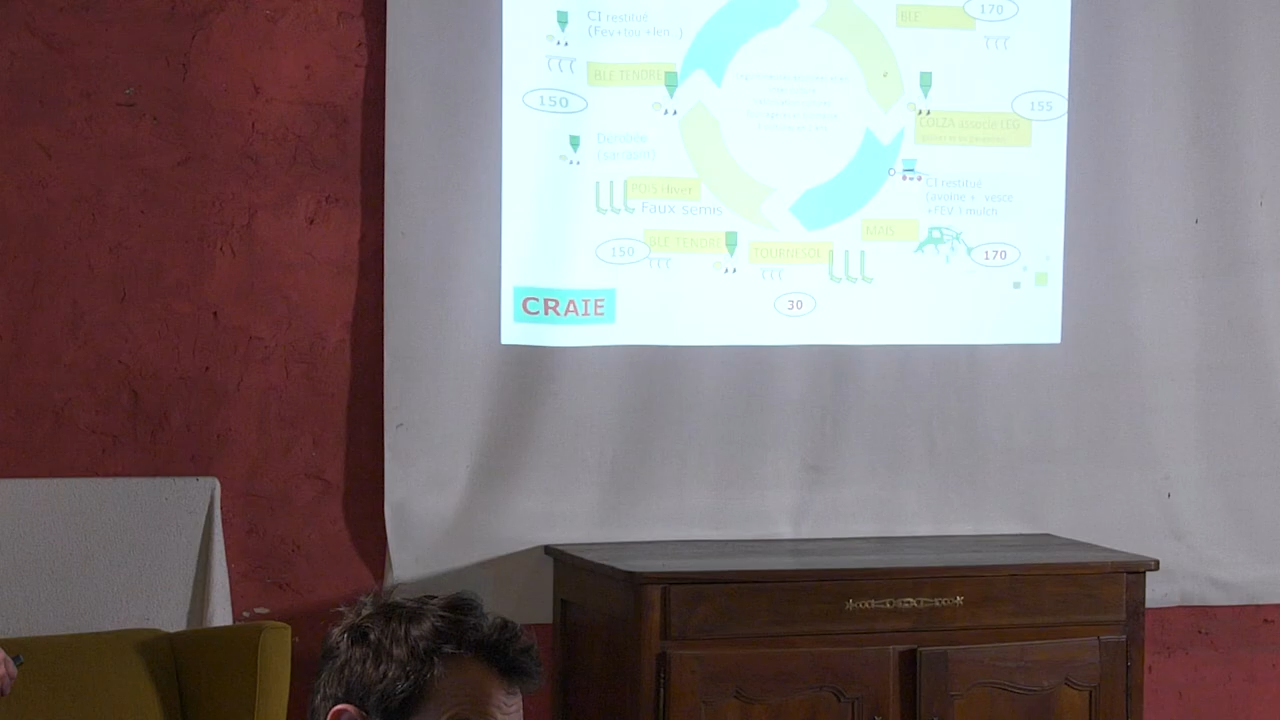 CI restitué
(Fev+tou+len..)
170
BLE
BLE TENDRE
150
155
COLZA associé LEG
Dérobée
(sarrasin)
CI restitué
(avoine + vesce
+FEV.) mulch
POIS Hiver
Faux semis
MAIS
150
BLE TENDRE
TOURNESOL
170
30
CRAIE